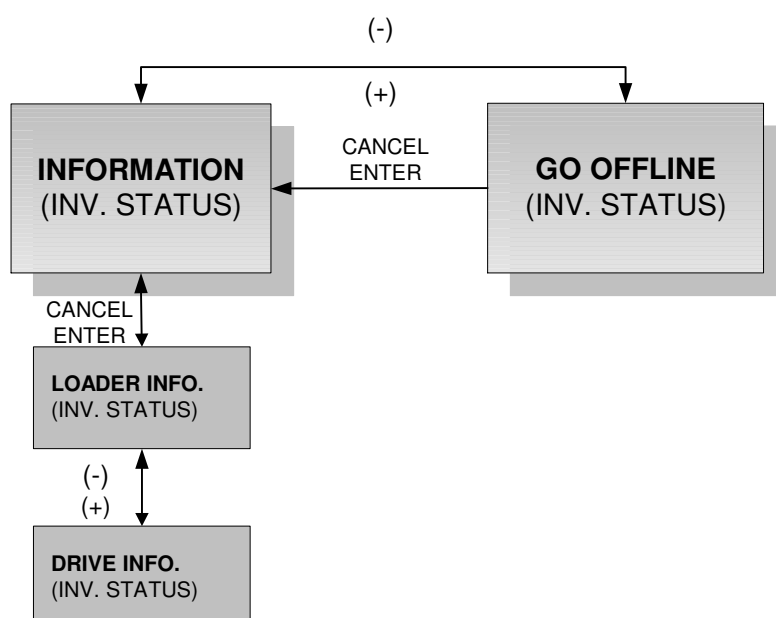 (-)
(+)
INFORMATION
(INV. STATUS)
CANCEL
ENTER
GO OFFLINE
(INV. STATUS)
CANCEL
ENTER
LOADER INFO.
(INV. STATUS)
(-)
(+)
DRIVE INFO.
(INV. STATUS)